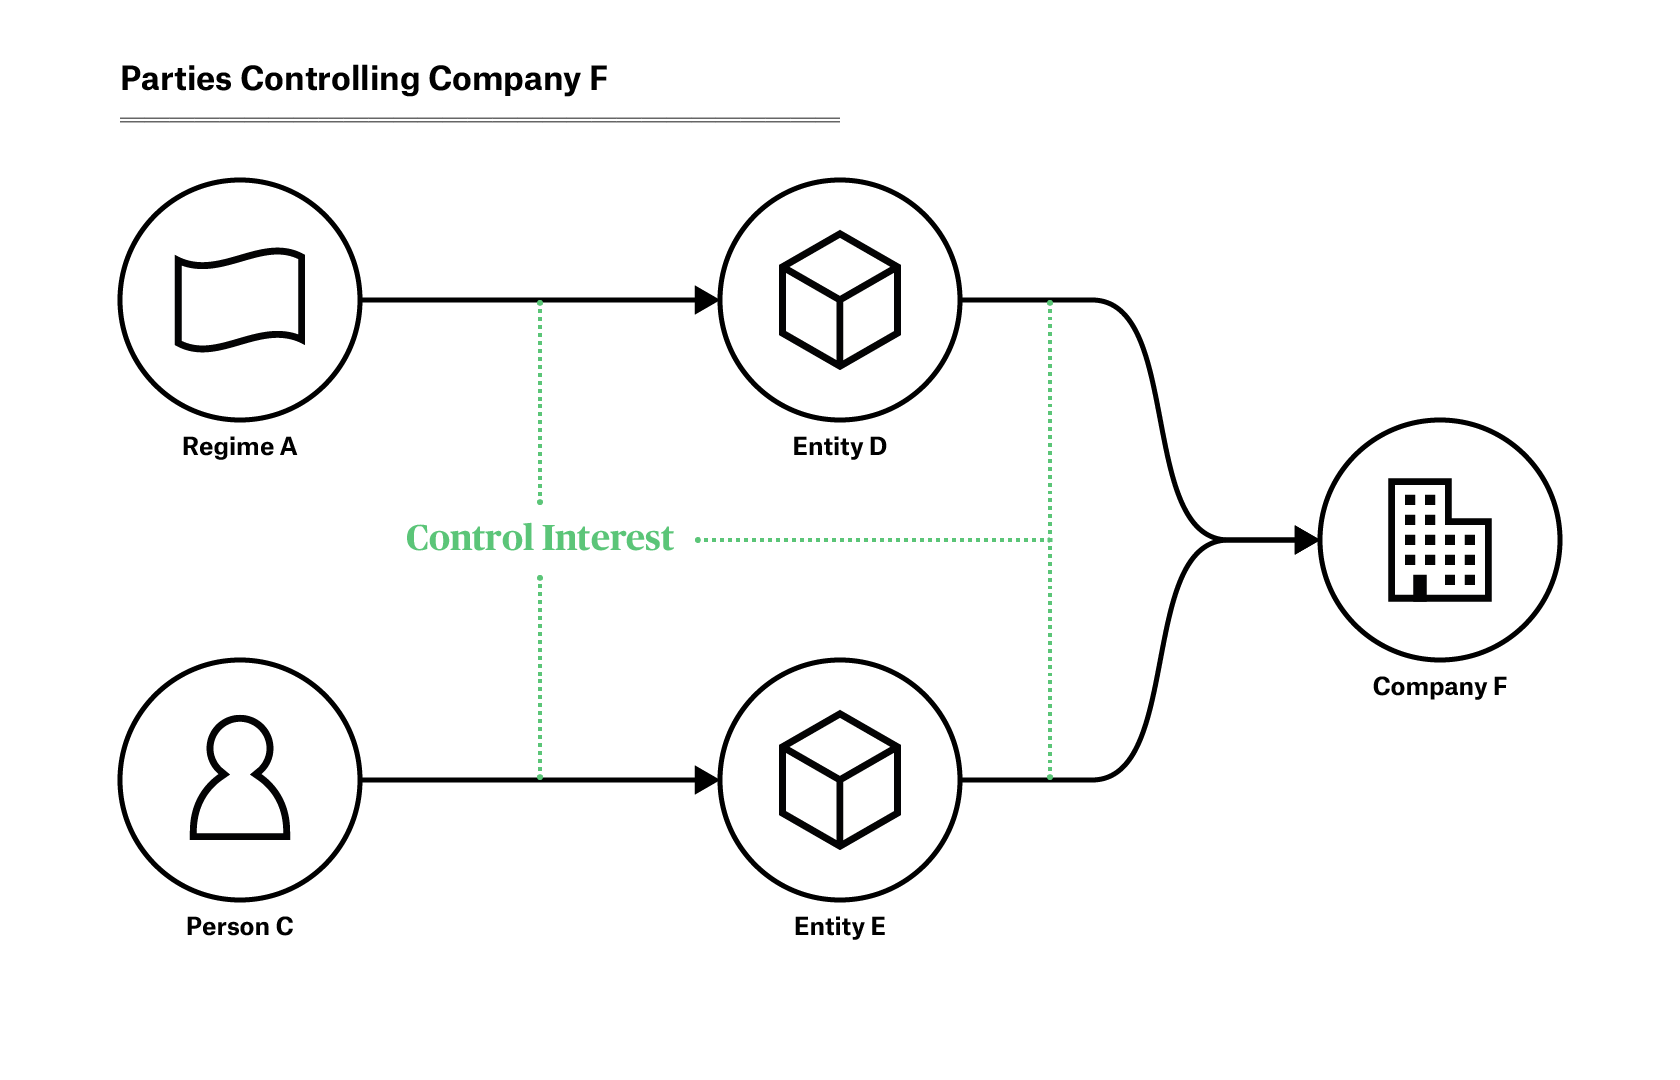 Parties Controlling Company F
Regime A
Entity D
Control Interest
Company F
Person C
Entity E